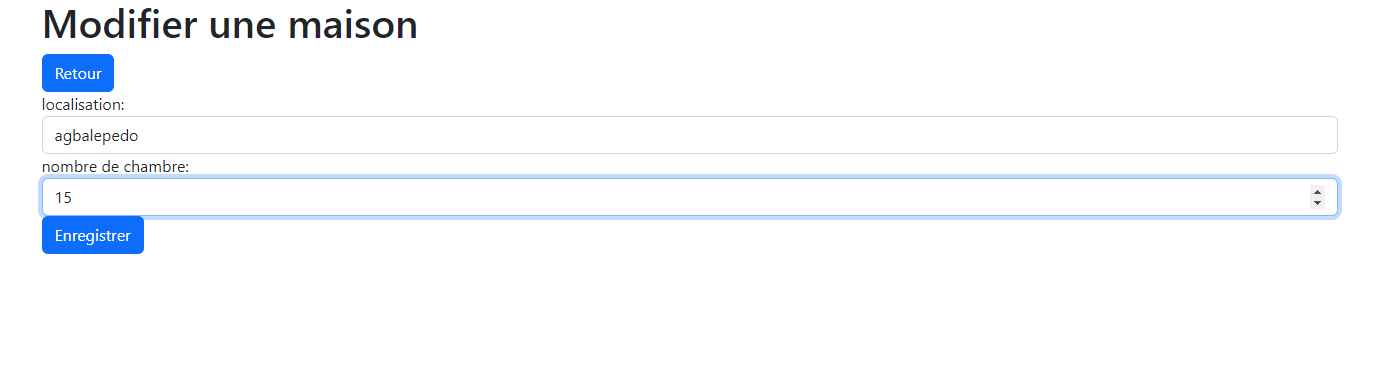 Modifier une maison
Retour
localisation:
agbalepedo
nombre de chambre:
15
Enregistrer